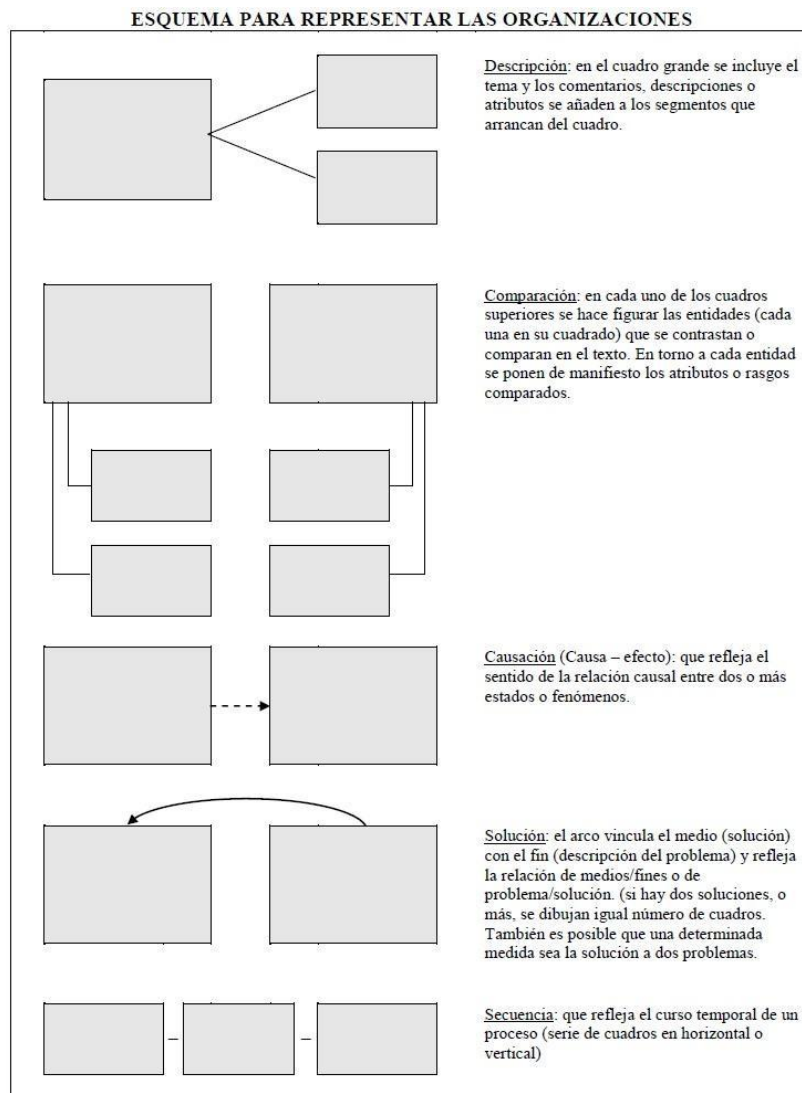 ESQUEMA PARA REPRESENTAR LAS ORGANIZACIONES
Descripción: en el cuadro grande se incluye el
tema y los comentarios, descripciones o
atributos se añaden a los segmentos que
arrancan del cuadro.
Comparación: en cada uno de los cuadros
superiores se hace figurar las entidades (cada
una en su cuadrado) que se contrastan o
comparan en el texto. En torno a cada entidad
se ponen de manifiesto los atributos o rasgos
comparados.
Causación (Causa – efecto): que refleja el
sentido de la relación causal entre dos o más
estados o fenómenos.
Solución: el arco vincula el medio (solución)
con el fin (descripción del problema) y refleja
la relación de medios/fines o de
problema/solución. (si hay dos soluciones, o
más, se dibujan igual número de cuadros.
También es posible que una determinada
medida sea la solución a dos problemas.
Secuencia: que refleja el curso temporal de un
proceso (serie de cuadros en horizontal o
vertical)